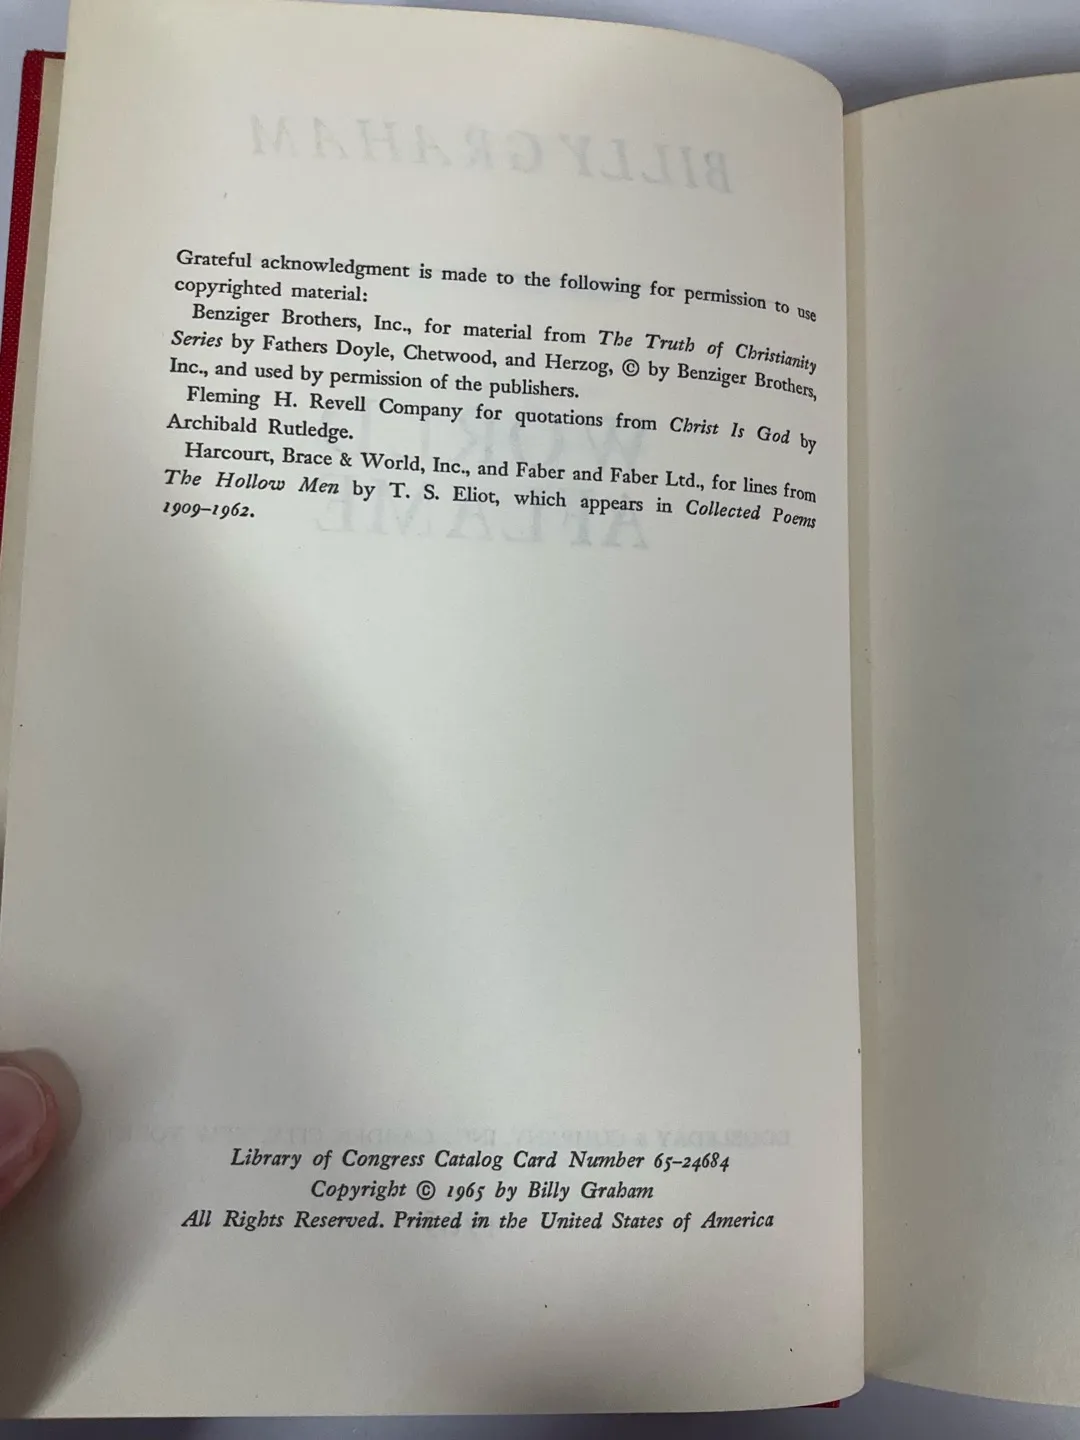 BILLY GRAHAM
Grateful acknowledgment is made to the following for permission to use
copyrighted material:
Benziger Brothers, Inc., for material from The Truth of Christianity
Series by Fathers Doyle, Chetwood, and Herzog, © by Benziger Brothers,
Inc., and used by permission of the publishers.
Fleming H. Revell Company for quotations from Christ Is God by
Archibald Rutledge.
Harcourt, Brace & World, Inc., and Faber and Faber Ltd., for lines from
The Hollow Men by T. S. Eliot, which appears in Collected Poems
1909–1962.
AFLAME
Library of Congress Catalog Card Number 65–24684
Copyright © 1965 by Billy Graham
All Rights Reserved. Printed in the United States of America